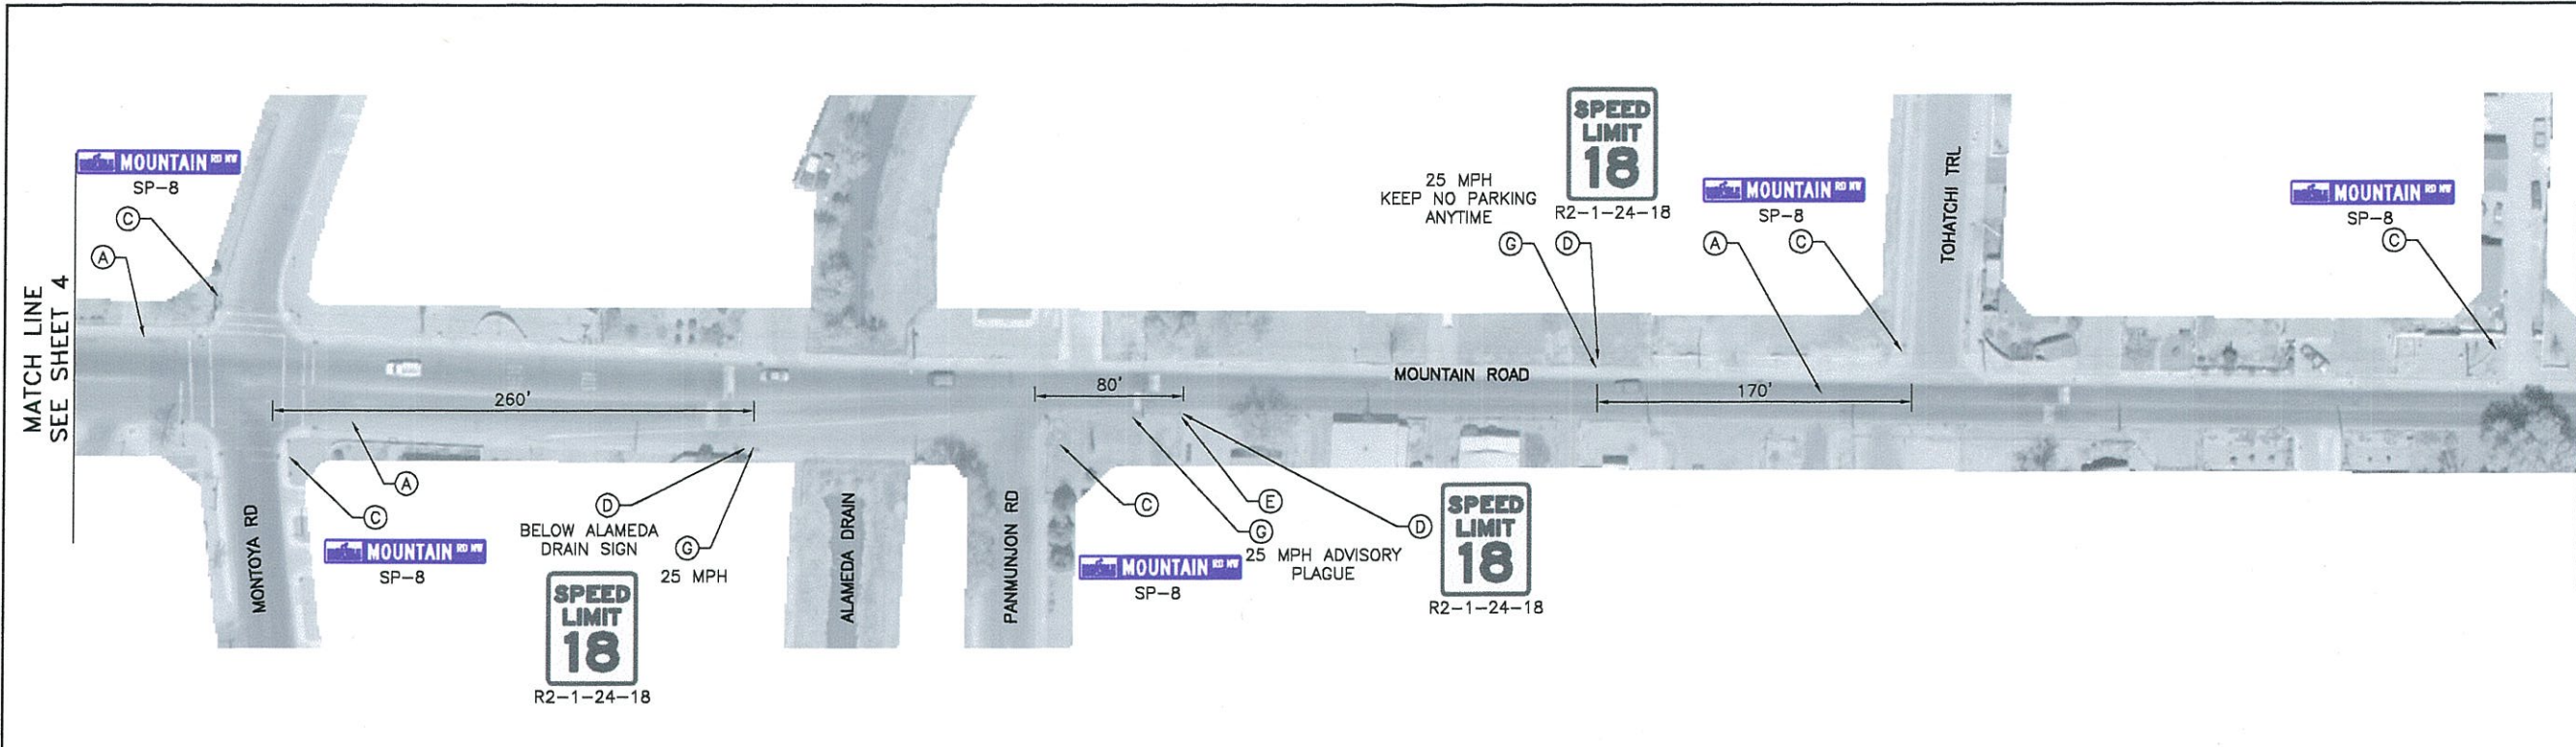 MATCH LINE
SEE SHEET 4
MOUNTAIN RD NW
SP-8
C
A
MONTOYA RD
260'
A
C
MOUNTAIN RD NW
SP-8
D
BELOW ALAMEDA
DRAIN SIGN
G
25 MPH
SPEED
LIMIT
18
R2-1-24-18
ALAMEDA DRAIN
PANMUNJON RD
80'
C
MOUNTAIN RD NW
SP-8
E
G
25 MPH ADVISORY
PLAGUE
D
SPEED
LIMIT
18
R2-1-24-18
MOUNTAIN ROAD
25 MPH
KEEP NO PARKING
ANYTIME
G
D
SPEED
LIMIT
18
R2-1-24-18
170'
A
MOUNTAIN RD NW
SP-8
C
TOHATCHI TRL
MOUNTAIN RD NW
SP-8
C